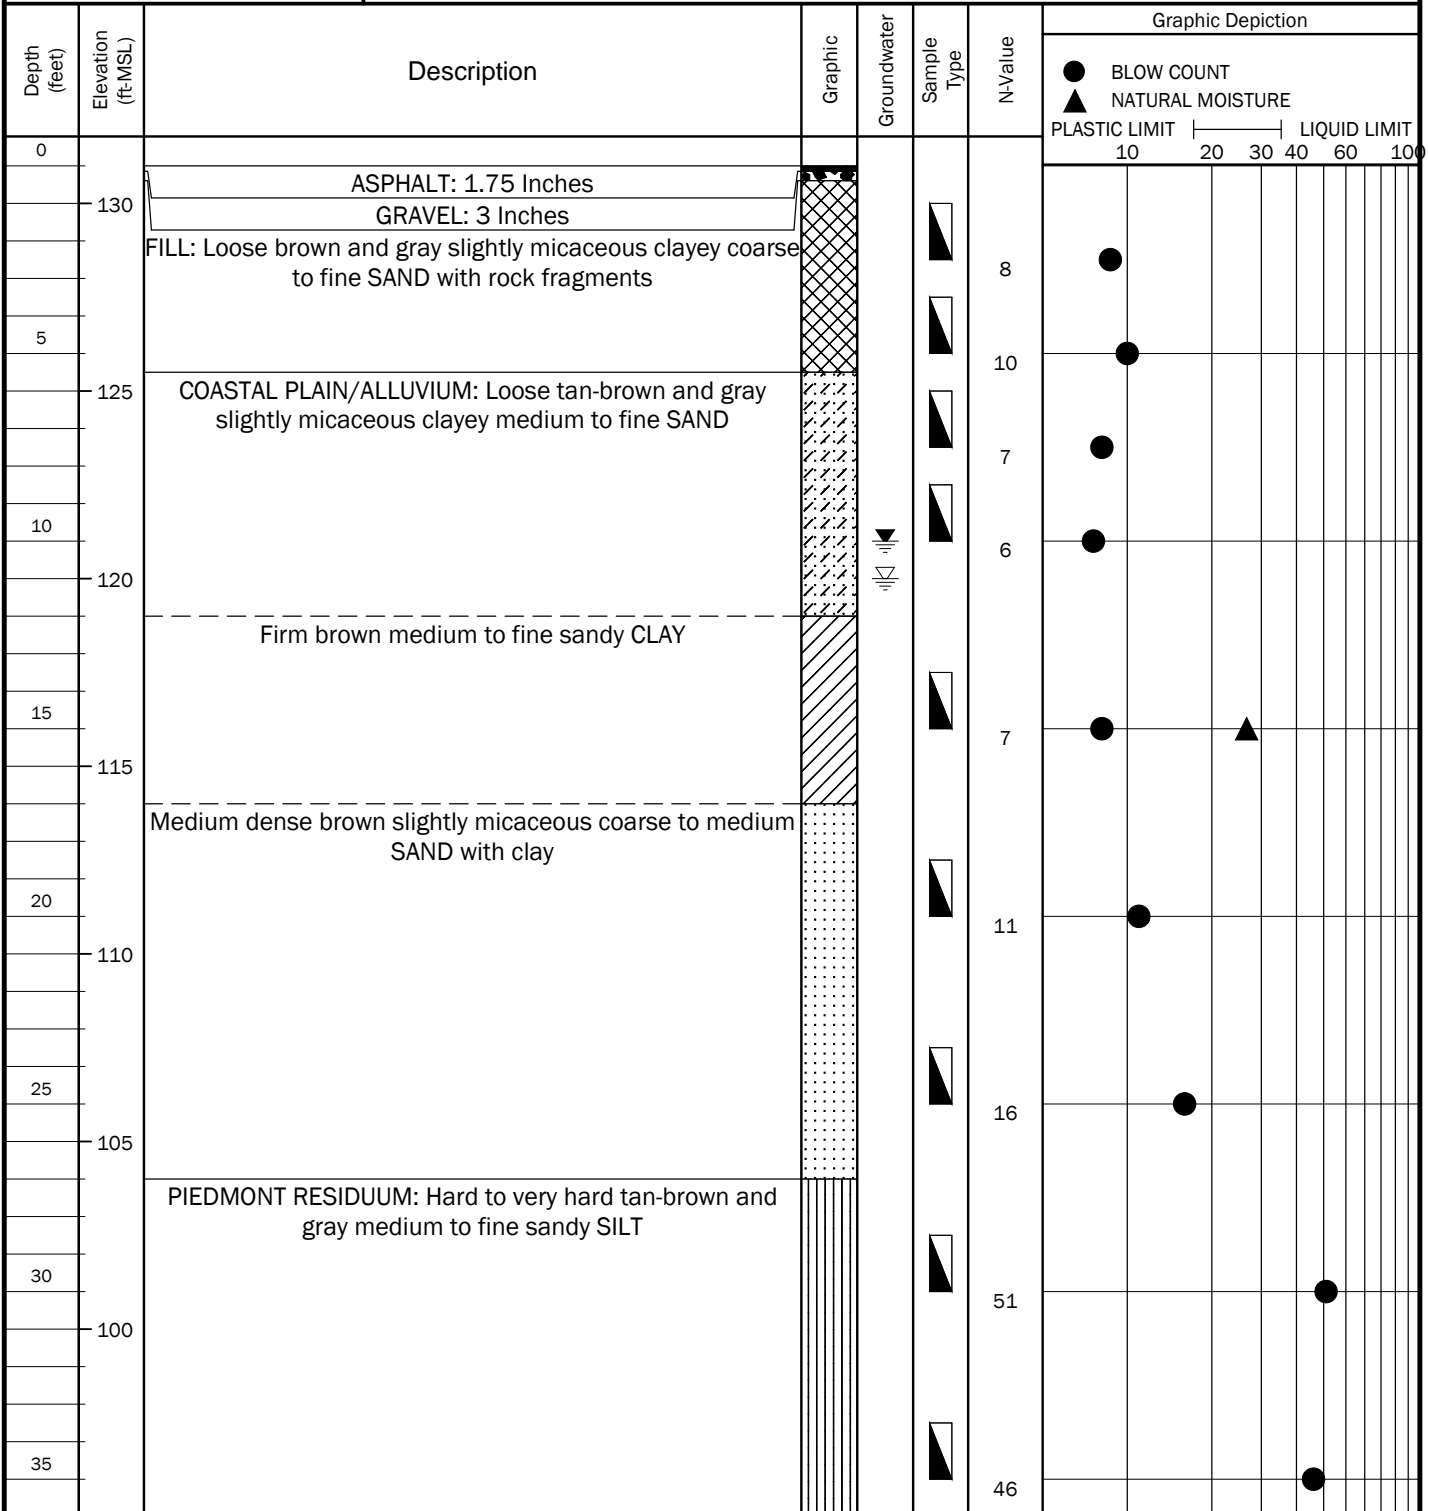 Depth
(feet)
Elevation
(ft-MSL)
Description
Graphic
Groundwater
Sample
Type
N-Value
Graphic Depiction
BLOW COUNT
NATURAL MOISTURE
PLASTIC LIMIT LIQUID LIMIT
10 20 30 40 60 100
0
ASPHALT: 1.75 Inches
130
GRAVEL: 3 Inches
FILL: Loose brown and gray slightly micaceous clayey coarse
to fine SAND with rock fragments
8
5
10
125
COASTAL PLAIN/ALLUVIUM: Loose tan-brown and gray
slightly micaceous clayey medium to fine SAND
7
10
6
120
Firm brown medium to fine sandy CLAY
15
7
115
Medium dense brown slightly micaceous coarse to medium
SAND with clay
20
11
110
25
16
105
PIEDMONT RESIDUUM: Hard to very hard tan-brown and
gray medium to fine sandy SILT
30
51
100
35
46